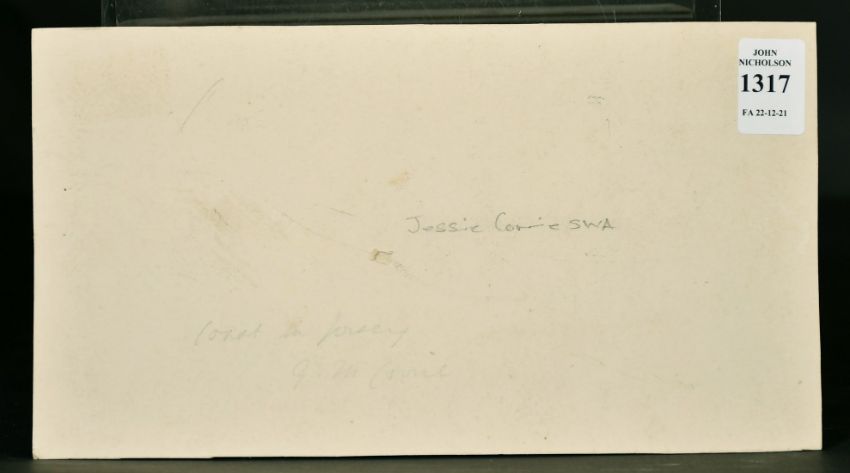 JOHN
NICHOLSON
1317
FA 22-12-21
Jessie Corrie SWA
Coast in Jersey
J. M. Corrie